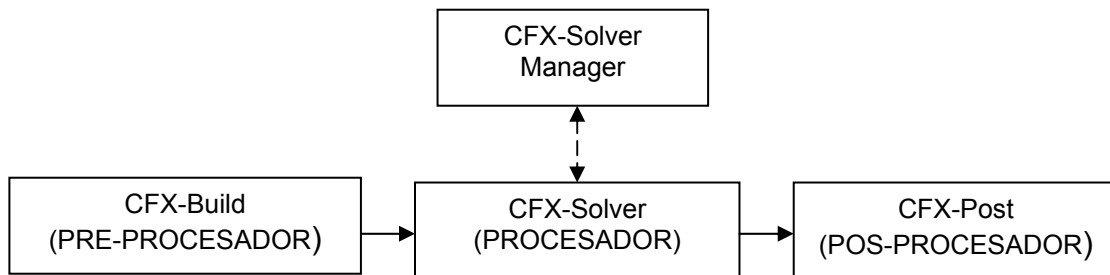 CFX-Solver
Manager
CFX-Build
(PRE-PROCESADOR)
CFX-Solver
(PROCESADOR)
CFX-Post
(POS-PROCESADOR)